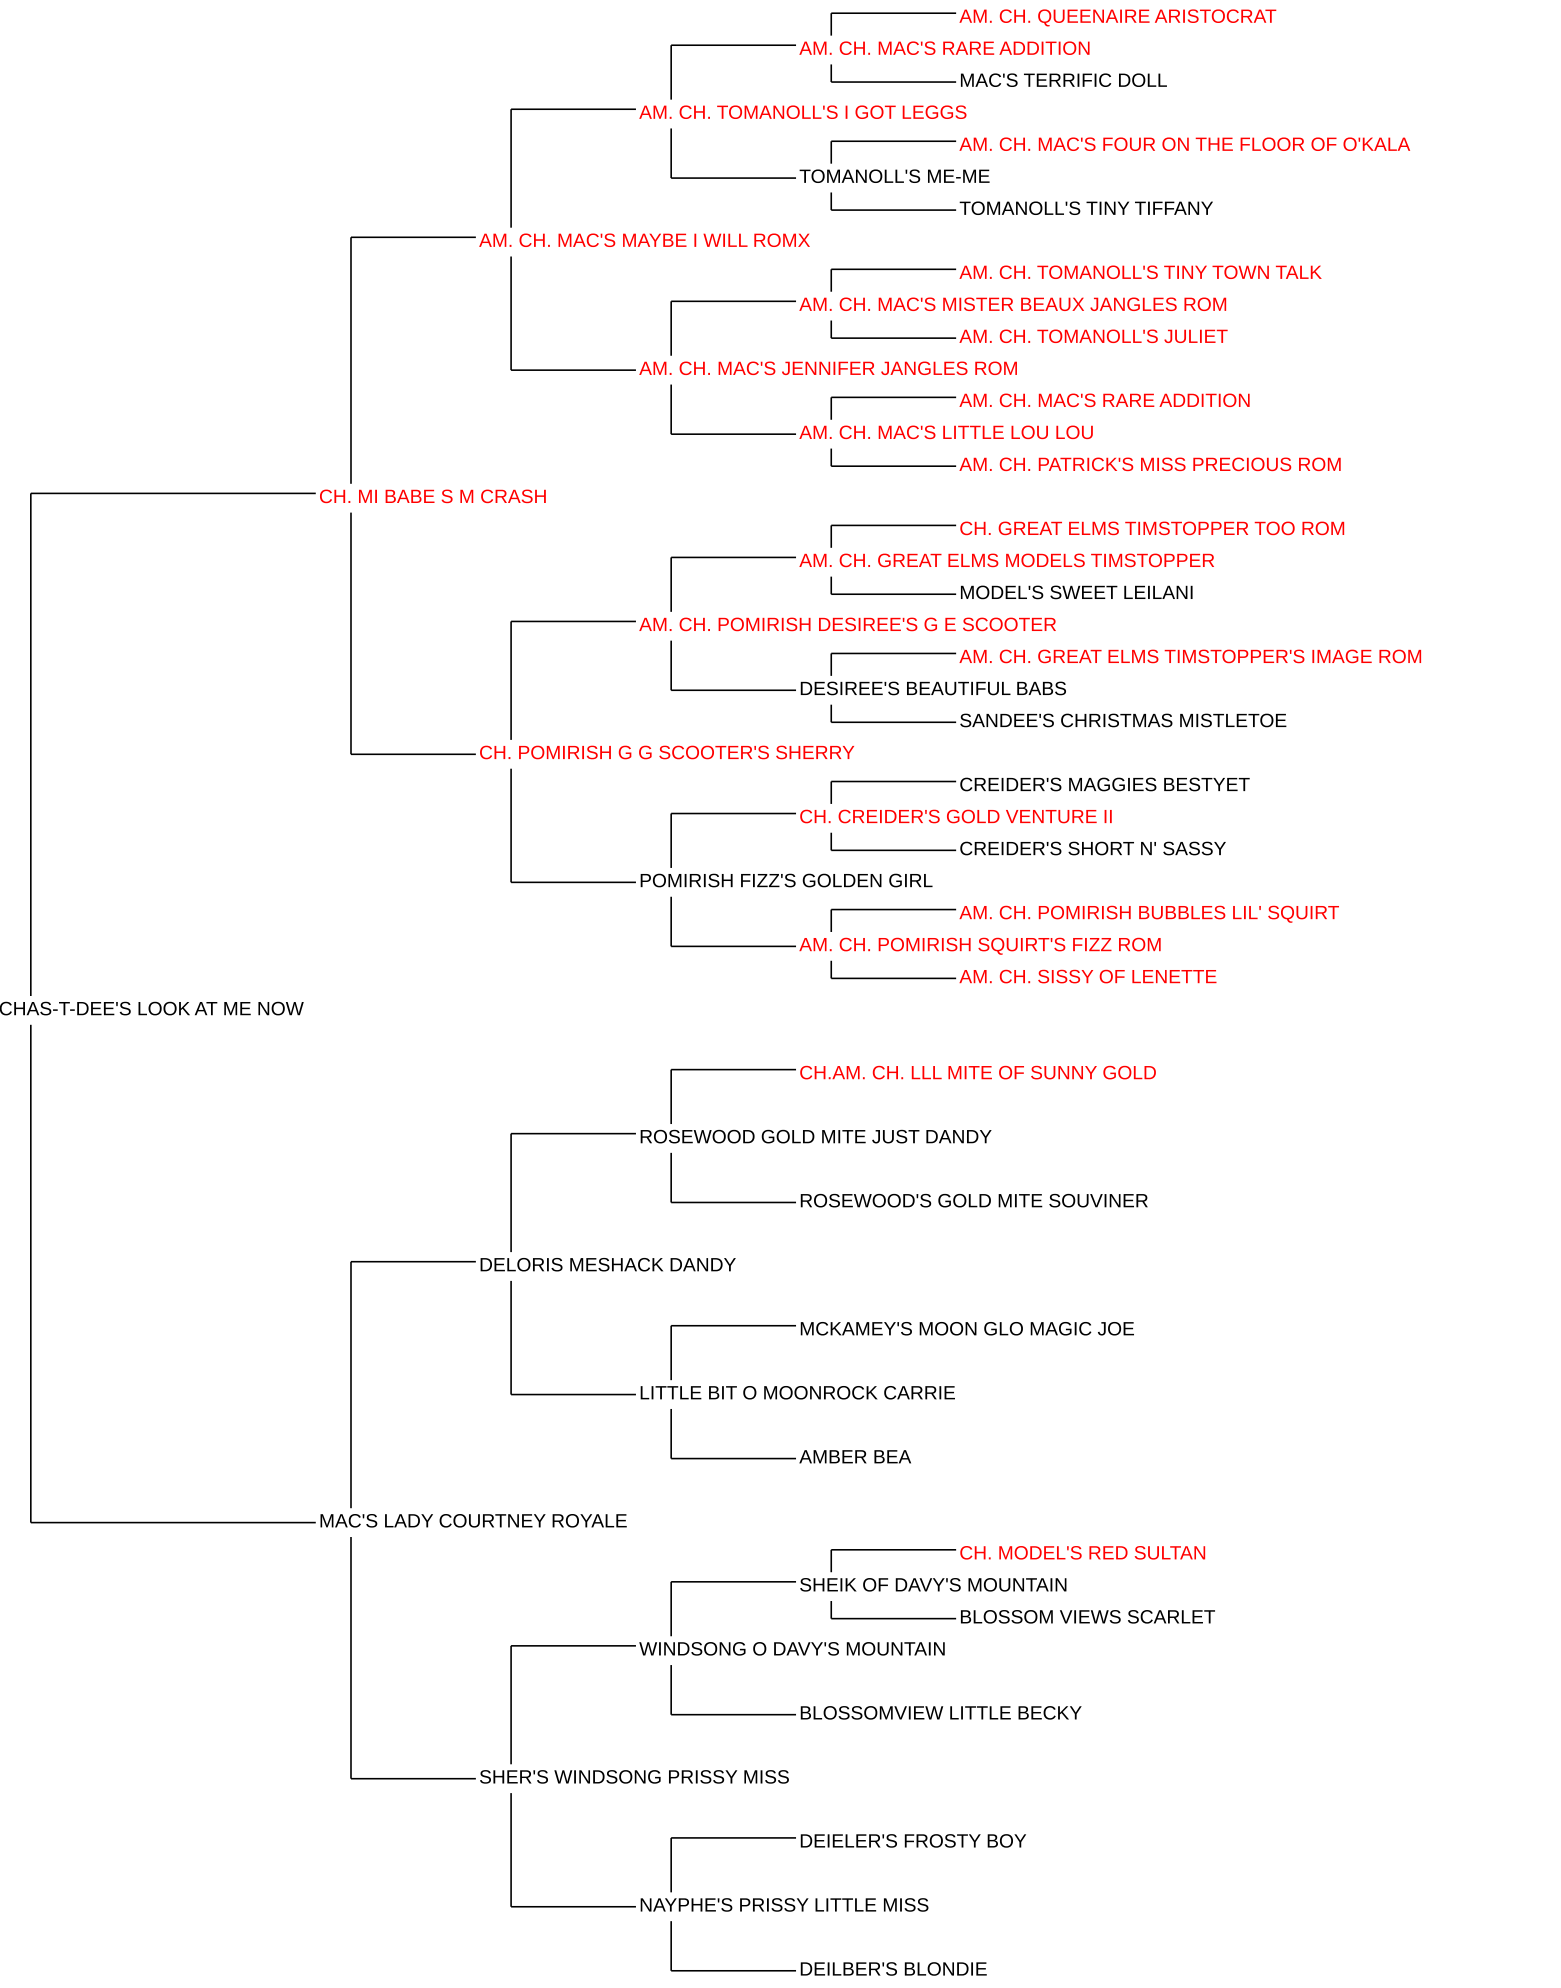 AM. CH. QUEENAIRE ARISTOCRAT
AM. CH. MAC'S RARE ADDITION
MAC'S TERRIFIC DOLL
AM. CH. TOMANOLL'S I GOT LEGGS
AM. CH. MAC'S FOUR ON THE FLOOR OF O'KALA
TOMANOLL'S ME-ME
TOMANOLL'S TINY TIFFANY
AM. CH. MAC'S MAYBE I WILL ROMX
AM. CH. TOMANOLL'S TINY TOWN TALK
AM. CH. MAC'S MISTER BEAUX JANGLES ROM
AM. CH. TOMANOLL'S JULIET
AM. CH. MAC'S JENNIFER JANGLES ROM
AM. CH. MAC'S RARE ADDITION
AM. CH. MAC'S LITTLE LOU LOU
AM. CH. PATRICK'S MISS PRECIOUS ROM
CH. MI BABE S M CRASH
CH. GREAT ELMS TIMSTOPPER TOO ROM
AM. CH. GREAT ELMS MODELS TIMSTOPPER
MODEL'S SWEET LEILANI
AM. CH. POMIRISH DESIREE'S G E SCOOTER
AM. CH. GREAT ELMS TIMSTOPPER'S IMAGE ROM
DESIREE'S BEAUTIFUL BABS
SANDEE'S CHRISTMAS MISTLETOE
CH. POMIRISH G G SCOOTER'S SHERRY
CREIDER'S MAGGIES BESTYET
CH. CREIDER'S GOLD VENTURE II
CREIDER'S SHORT N' SASSY
POMIRISH FIZZ'S GOLDEN GIRL
AM. CH. POMIRISH BUBBLES LIL' SQUIRT
AM. CH. POMIRISH SQUIRT'S FIZZ ROM
AM. CH. SISSY OF LENETTE
CHAS-T-DEE'S LOOK AT ME NOW
CH.AM. CH. LLL MITE OF SUNNY GOLD
ROSEWOOD GOLD MITE JUST DANDY
ROSEWOOD'S GOLD MITE SOUVINER
DELORIS MESHACK DANDY
MCKAMEY'S MOON GLO MAGIC JOE
LITTLE BIT O MOONROCK CARRIE
AMBER BEA
MAC'S LADY COURTNEY ROYALE
CH. MODEL'S RED SULTAN
SHEIK OF DAVY'S MOUNTAIN
BLOSSOM VIEWS SCARLET
WINDSONG O DAVY'S MOUNTAIN
BLOSSOMVIEW LITTLE BECKY
SHER'S WINDSONG PRISSY MISS
DEIELER'S FROSTY BOY
NAYPHE'S PRISSY LITTLE MISS
DEILBER'S BLONDIE